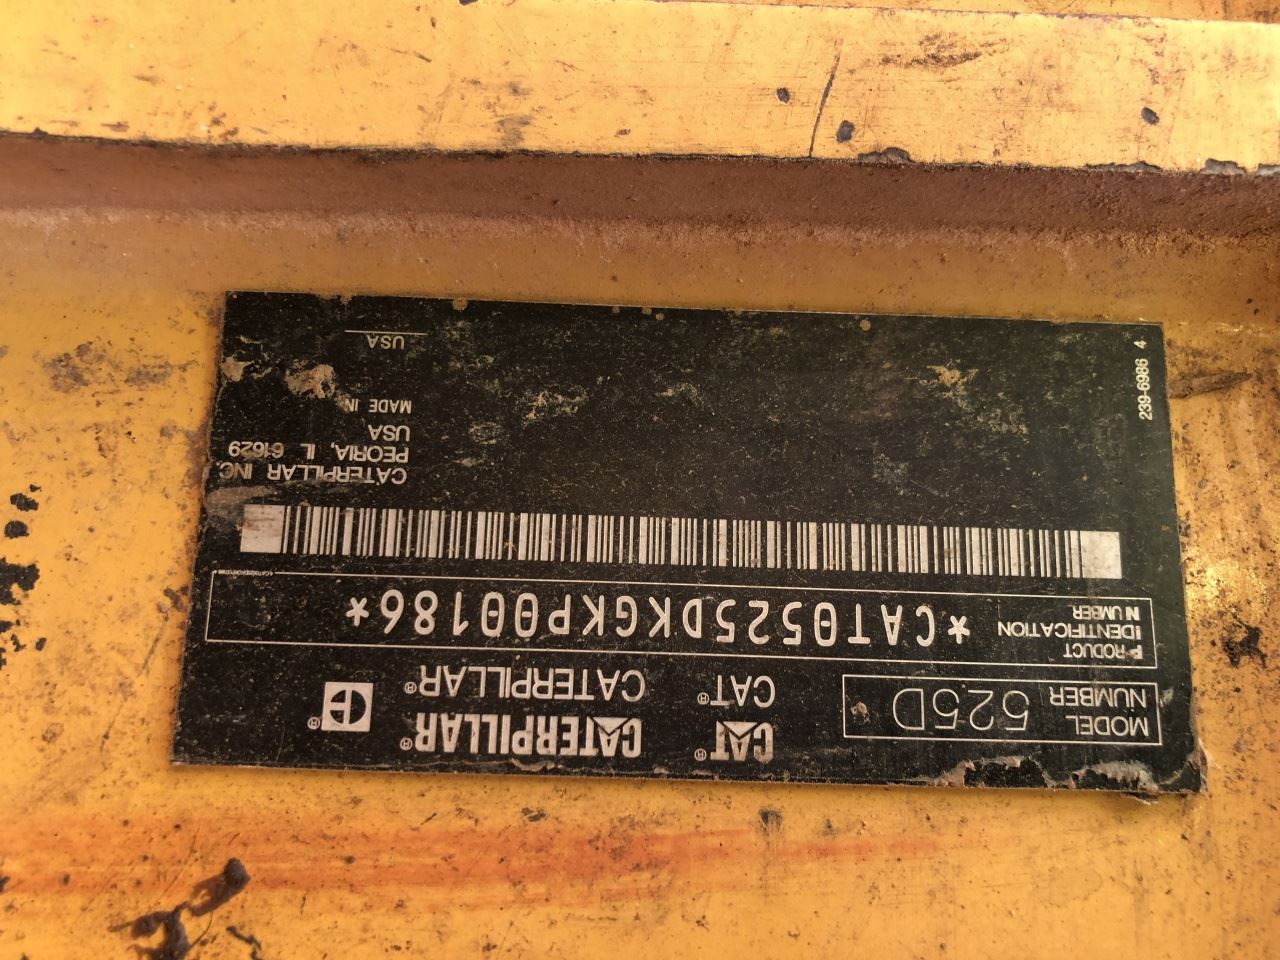 MODEL NUMBER 525D
CAT® CATERPILLAR®
CAT® CATERPILLAR®
PRODUCT IDENTIFICATION NUMBER *CAT0525DKGKP00186*
CATERPILLAR INC.
PEORIA, IL 61629
USA
MADE IN
USA
239-6986 4